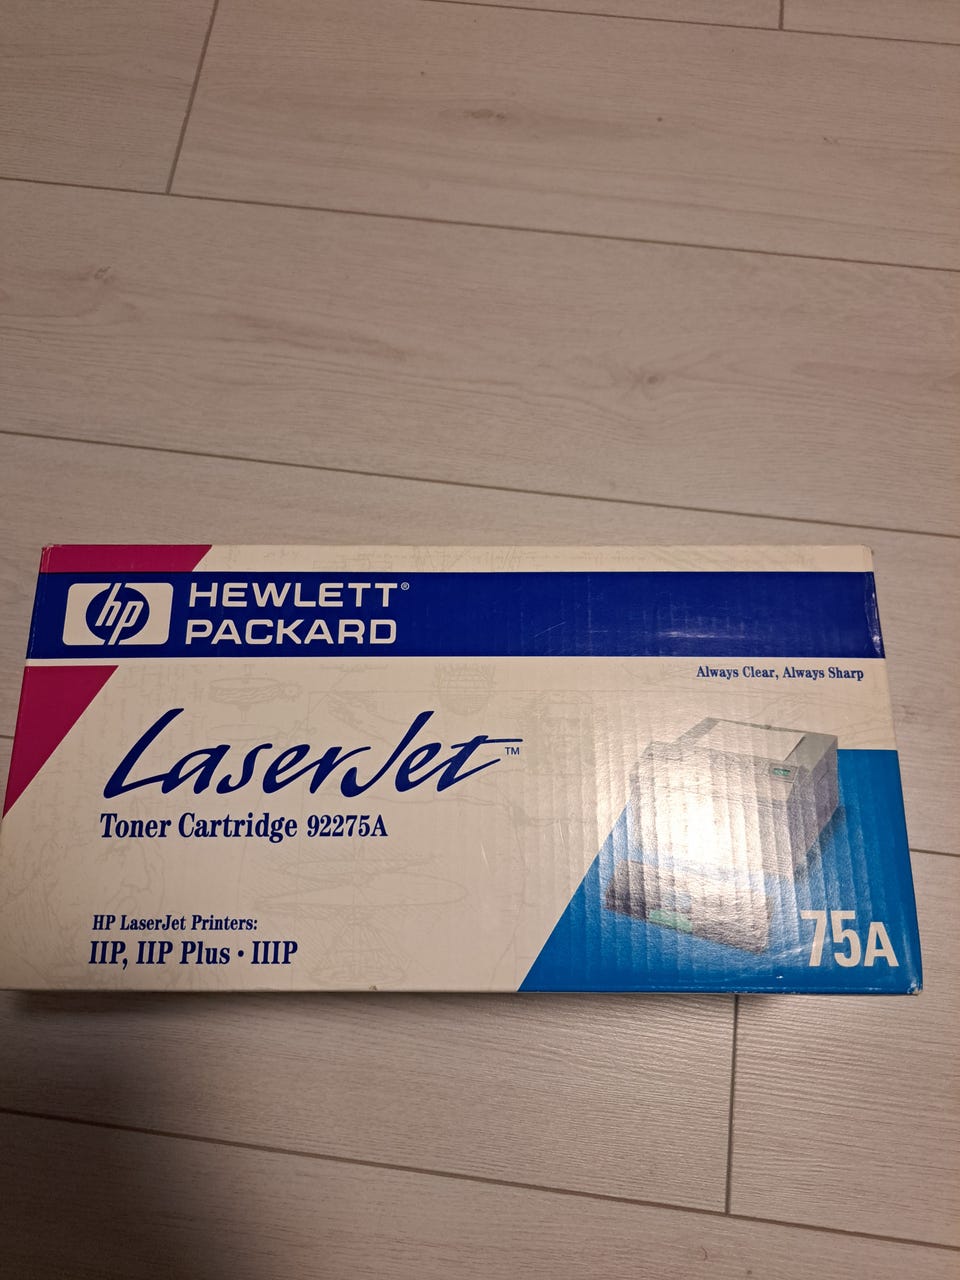 hp
HEWLETT®
PACKARD
Always Clear, Always Sharp
LaserJet™
Toner Cartridge 92275A
HP LaserJet Printers:
IIP, IIP Plus • IIIP
75A